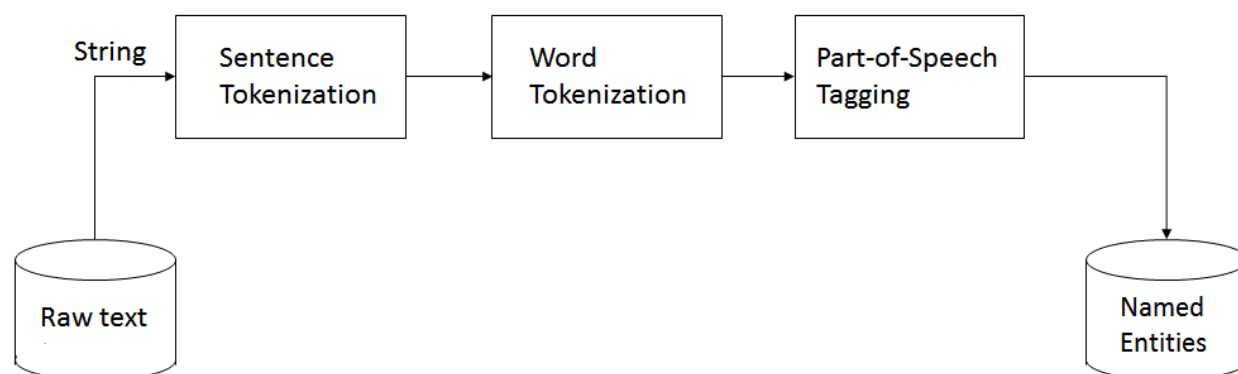 String
Sentence
Tokenization
Word
Tokenization
Part-of-Speech
Tagging
Raw text
Named
Entities